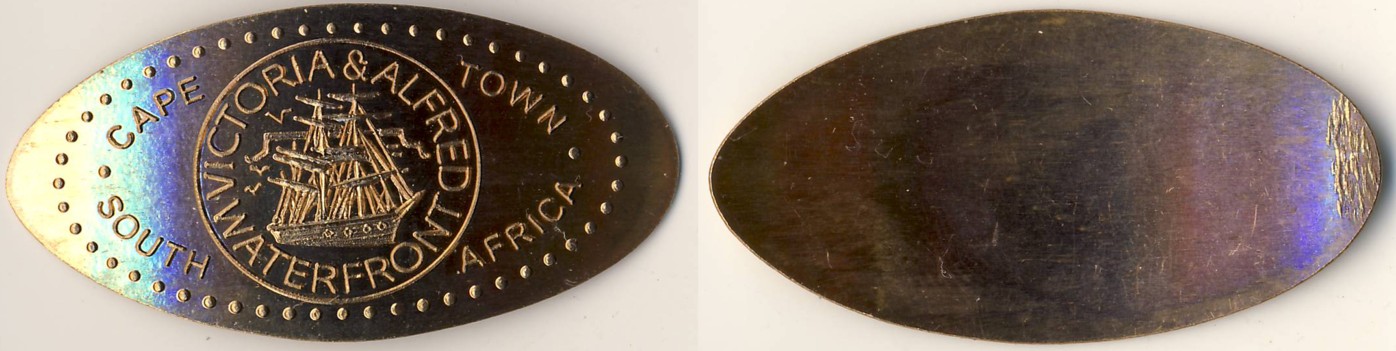 CAPE TOWN
VICTORIA & ALFRED
WATERFRONT
SOUTH AFRICA